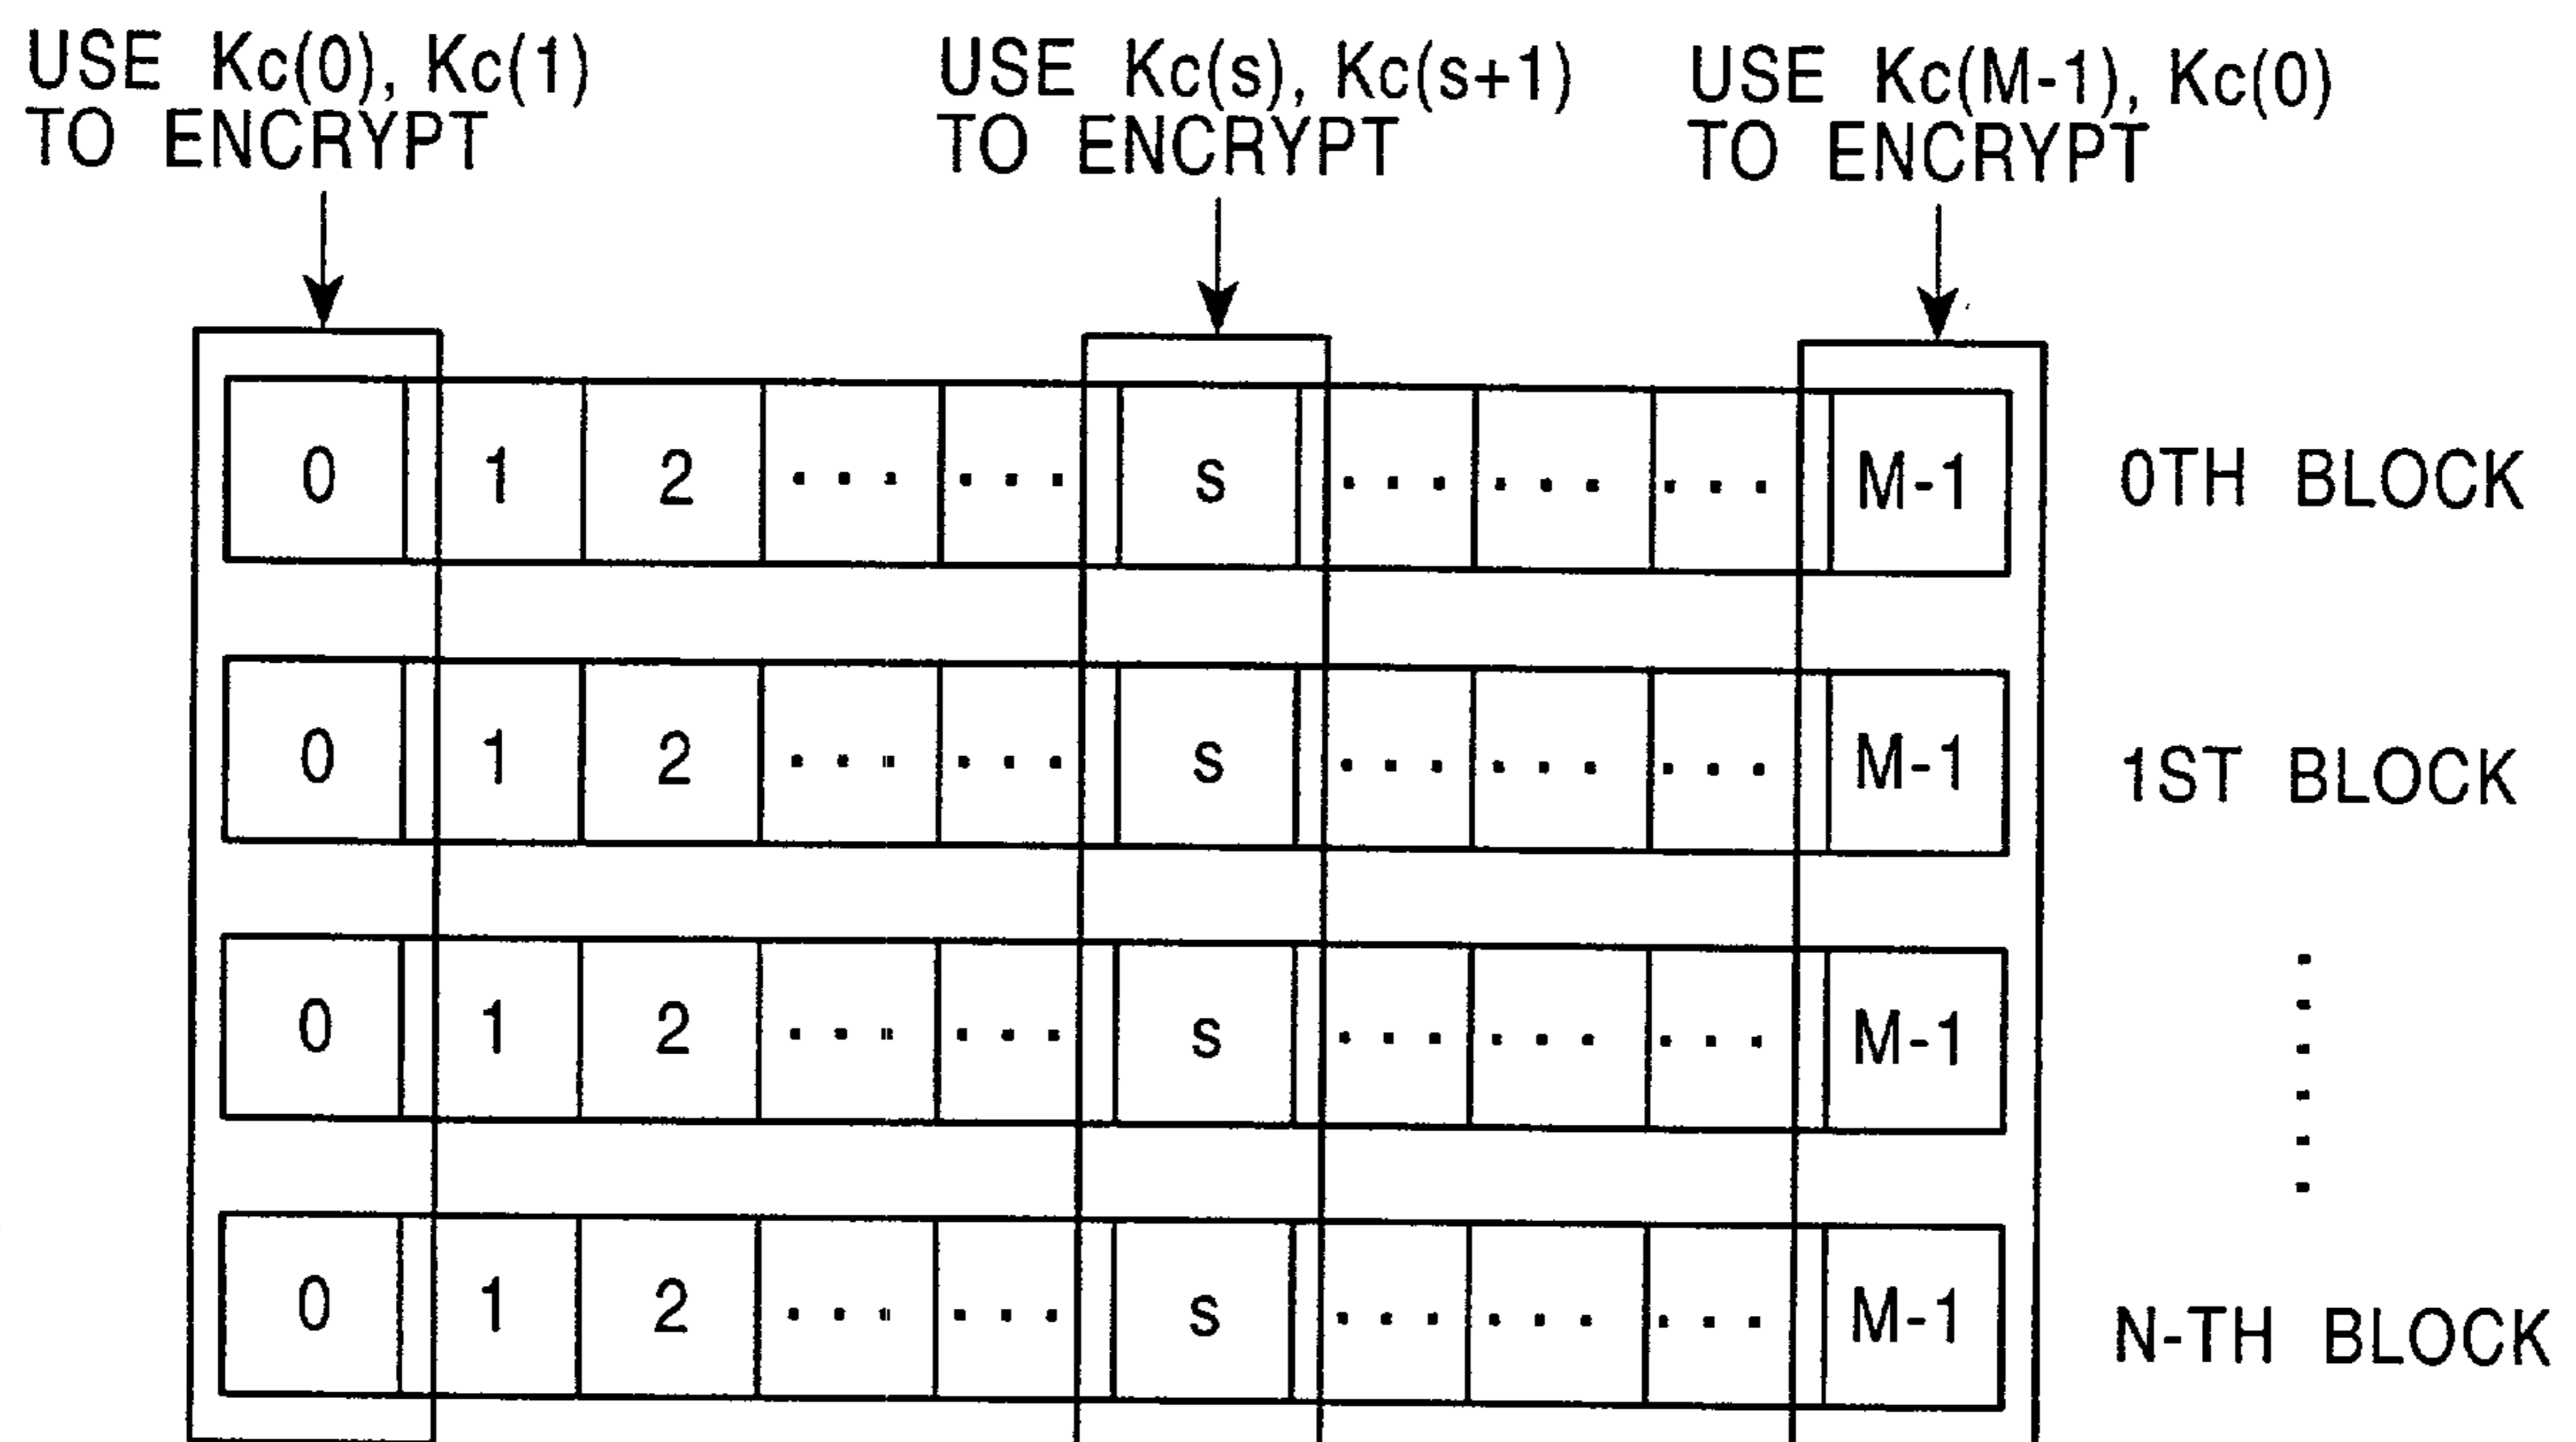 USE Kc(0), Kc(1)
TO ENCRYPT
USE Kc(s), Kc(s+1)
TO ENCRYPT
USE Kc(M-1), Kc(0)
TO ENCRYPT
0 1 2 ... ... s ... ... ... M-1 0TH BLOCK
0 1 2 ... ... s ... ... ... M-1 1ST BLOCK
0 1 2 ... ... s ... ... ... M-1
0 1 2 ... ... s ... ... ... M-1 N-TH BLOCK